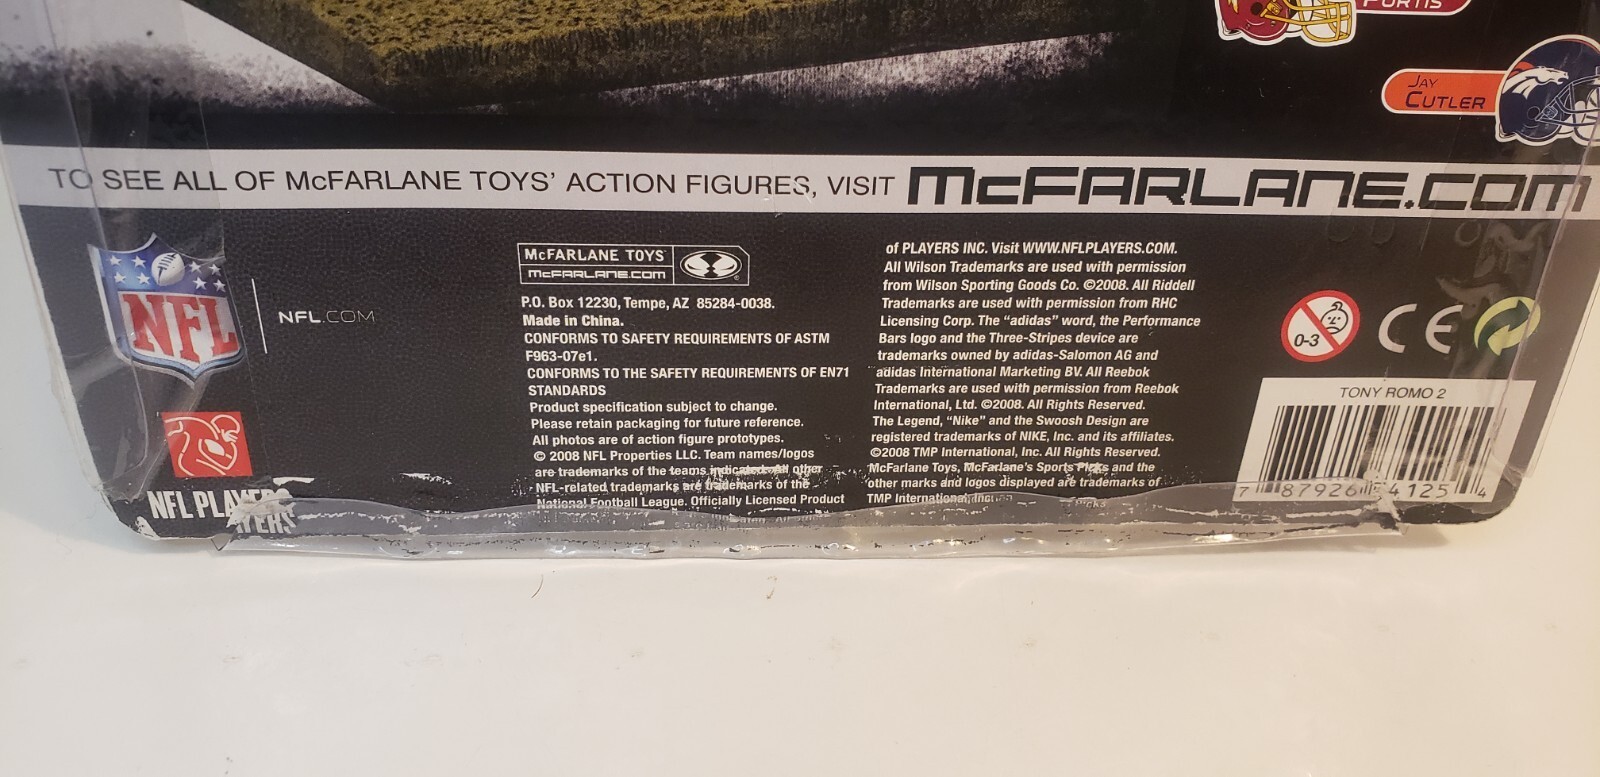 PORTIS
JAY
CUTLER
TO SEE ALL OF McFARLANE TOYS' ACTION FIGURES, VISIT McFARLANE.COM
NFL
NFL.COM
NFL PLAYERS
McFARLANE TOYS
McFARLANE.COM
P.O. Box 12230, Tempe, AZ 85284-0038.
Made in China.
CONFORMS TO SAFETY REQUIREMENTS OF ASTM
F963-07e1.
CONFORMS TO THE SAFETY REQUIREMENTS OF EN71
STANDARDS
Product specification subject to change.
Please retain packaging for future reference.
All photos are of action figure prototypes.
© 2008 NFL Properties LLC. Team names/logos
are trademarks of the teams indicated. All other
NFL-related trademarks are trademarks of the
National Football League. Officially Licensed Product
of PLAYERS INC. Visit WWW.NFLPLAYERS.COM.
All Wilson Trademarks are used with permission
from Wilson Sporting Goods Co. ©2008. All Riddell
Trademarks are used with permission from RHC
Licensing Corp. The "adidas" word, the Performance
Bars logo and the Three-Stripes device are
trademarks owned by adidas-Salomon AG and
adidas International Marketing BV. All Reebok
Trademarks are used with permission from Reebok
International, Ltd. ©2008. All Rights Reserved.
The Legend, "Nike" and the Swoosh Design are
registered trademarks of NIKE, Inc. and its affiliates.
©2008 TMP International, Inc. All Rights Reserved.
McFarlane Toys, McFarlane's Sports Picks and the
other marks and logos displayed are trademarks of
TMP International, Inc.
0-3
CE
TONY ROMO 2
7 87926 4125 4